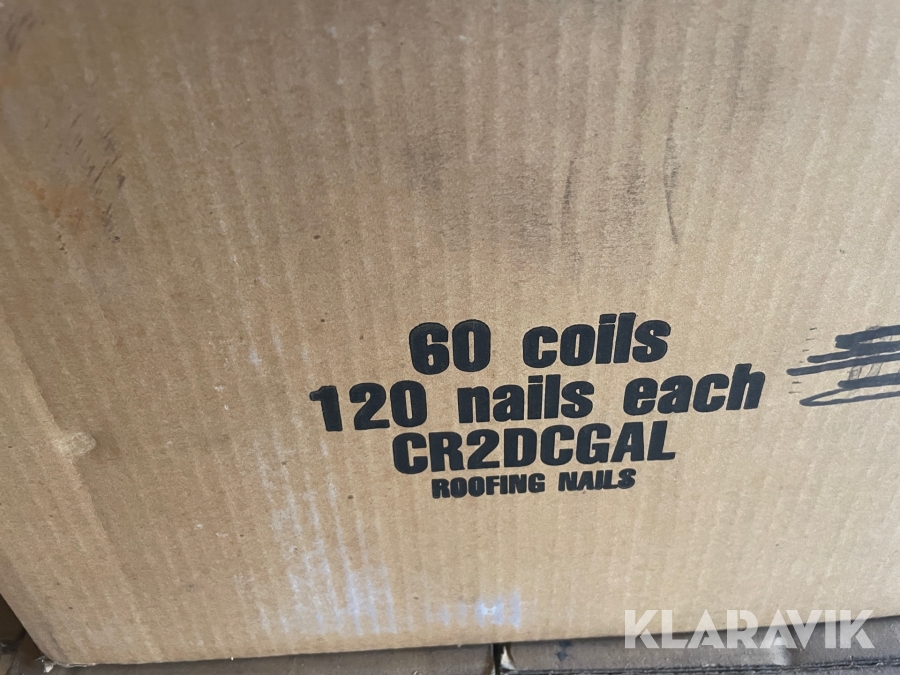 60 coils
120 nails each
CR2DCGAL
ROOFING NAILS
KLARAVIK